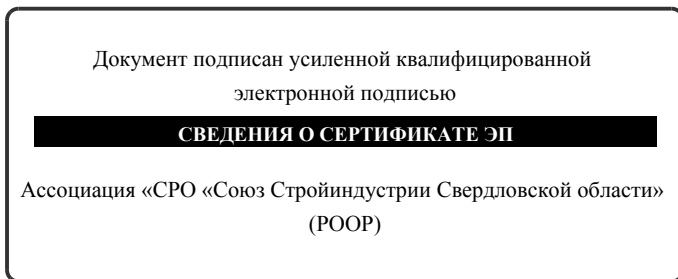 Документ подписан усиленной квалифицированной
электронной подписью
СВЕДЕНИЯ О СЕРТИФИКАТЕ ЭП
Ассоциация «СРО «Союз Стройиндустрии Свердловской области»
(РООР)